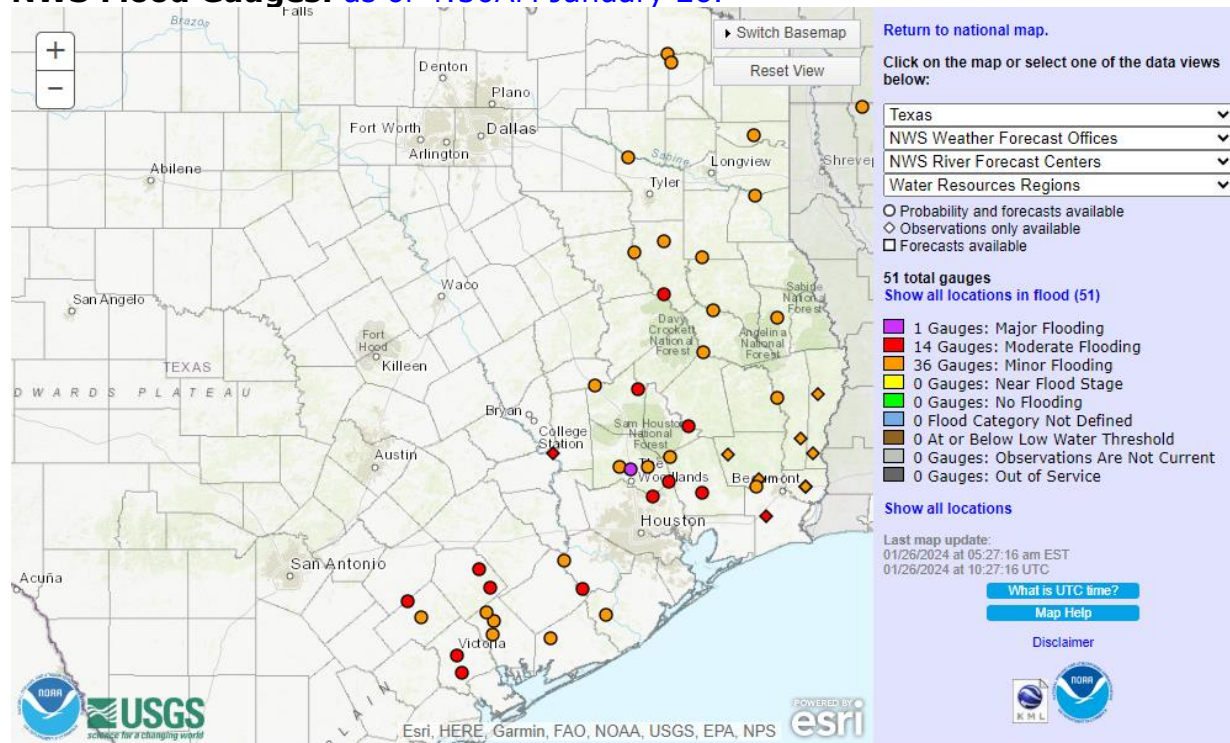 NWS Flood Gauges: as of 4:30AM January 26.
Falls
Brazos
Switch Basemap
Reset View
+
−
Denton
Plano
Fort Worth
Dallas
Arlington
Abilene
Sabine
Longview
Shrevep
Tyler
Waco
San Angelo
Sabine
National
Forest
Davy
Crockett
National
Forest
Angelina
National
Forest
Fort
Hood
Killeen
TEXAS
DWARDS PLATEAU
Bryan
College
Station
Sam Houston
National
Forest
Austin
The
Woodlands
Beaumont
Houston
San Antonio
Acuña
Victoria
PLAIN
NOAA
USGS
science for a changing world
Esri, HERE, Garmin, FAO, NOAA, USGS, EPA, NPS
POWERED BY
esri
Return to national map.
Click on the map or select one of the data views
below:
Texas
NWS Weather Forecast Offices
NWS River Forecast Centers
Water Resources Regions
Probability and forecasts available
Observations only available
Forecasts available
51 total gauges
Show all locations in flood (51)
1 Gauges: Major Flooding
14 Gauges: Moderate Flooding
36 Gauges: Minor Flooding
0 Gauges: Near Flood Stage
0 Gauges: No Flooding
0 Flood Category Not Defined
0 At or Below Low Water Threshold
0 Gauges: Observations Are Not Current
0 Gauges: Out of Service
Show all locations
Last map update:
01/26/2024 at 05:27:16 am EST
01/26/2024 at 10:27:16 UTC
What is UTC time?
Map Help
Disclaimer
KML
NOAA